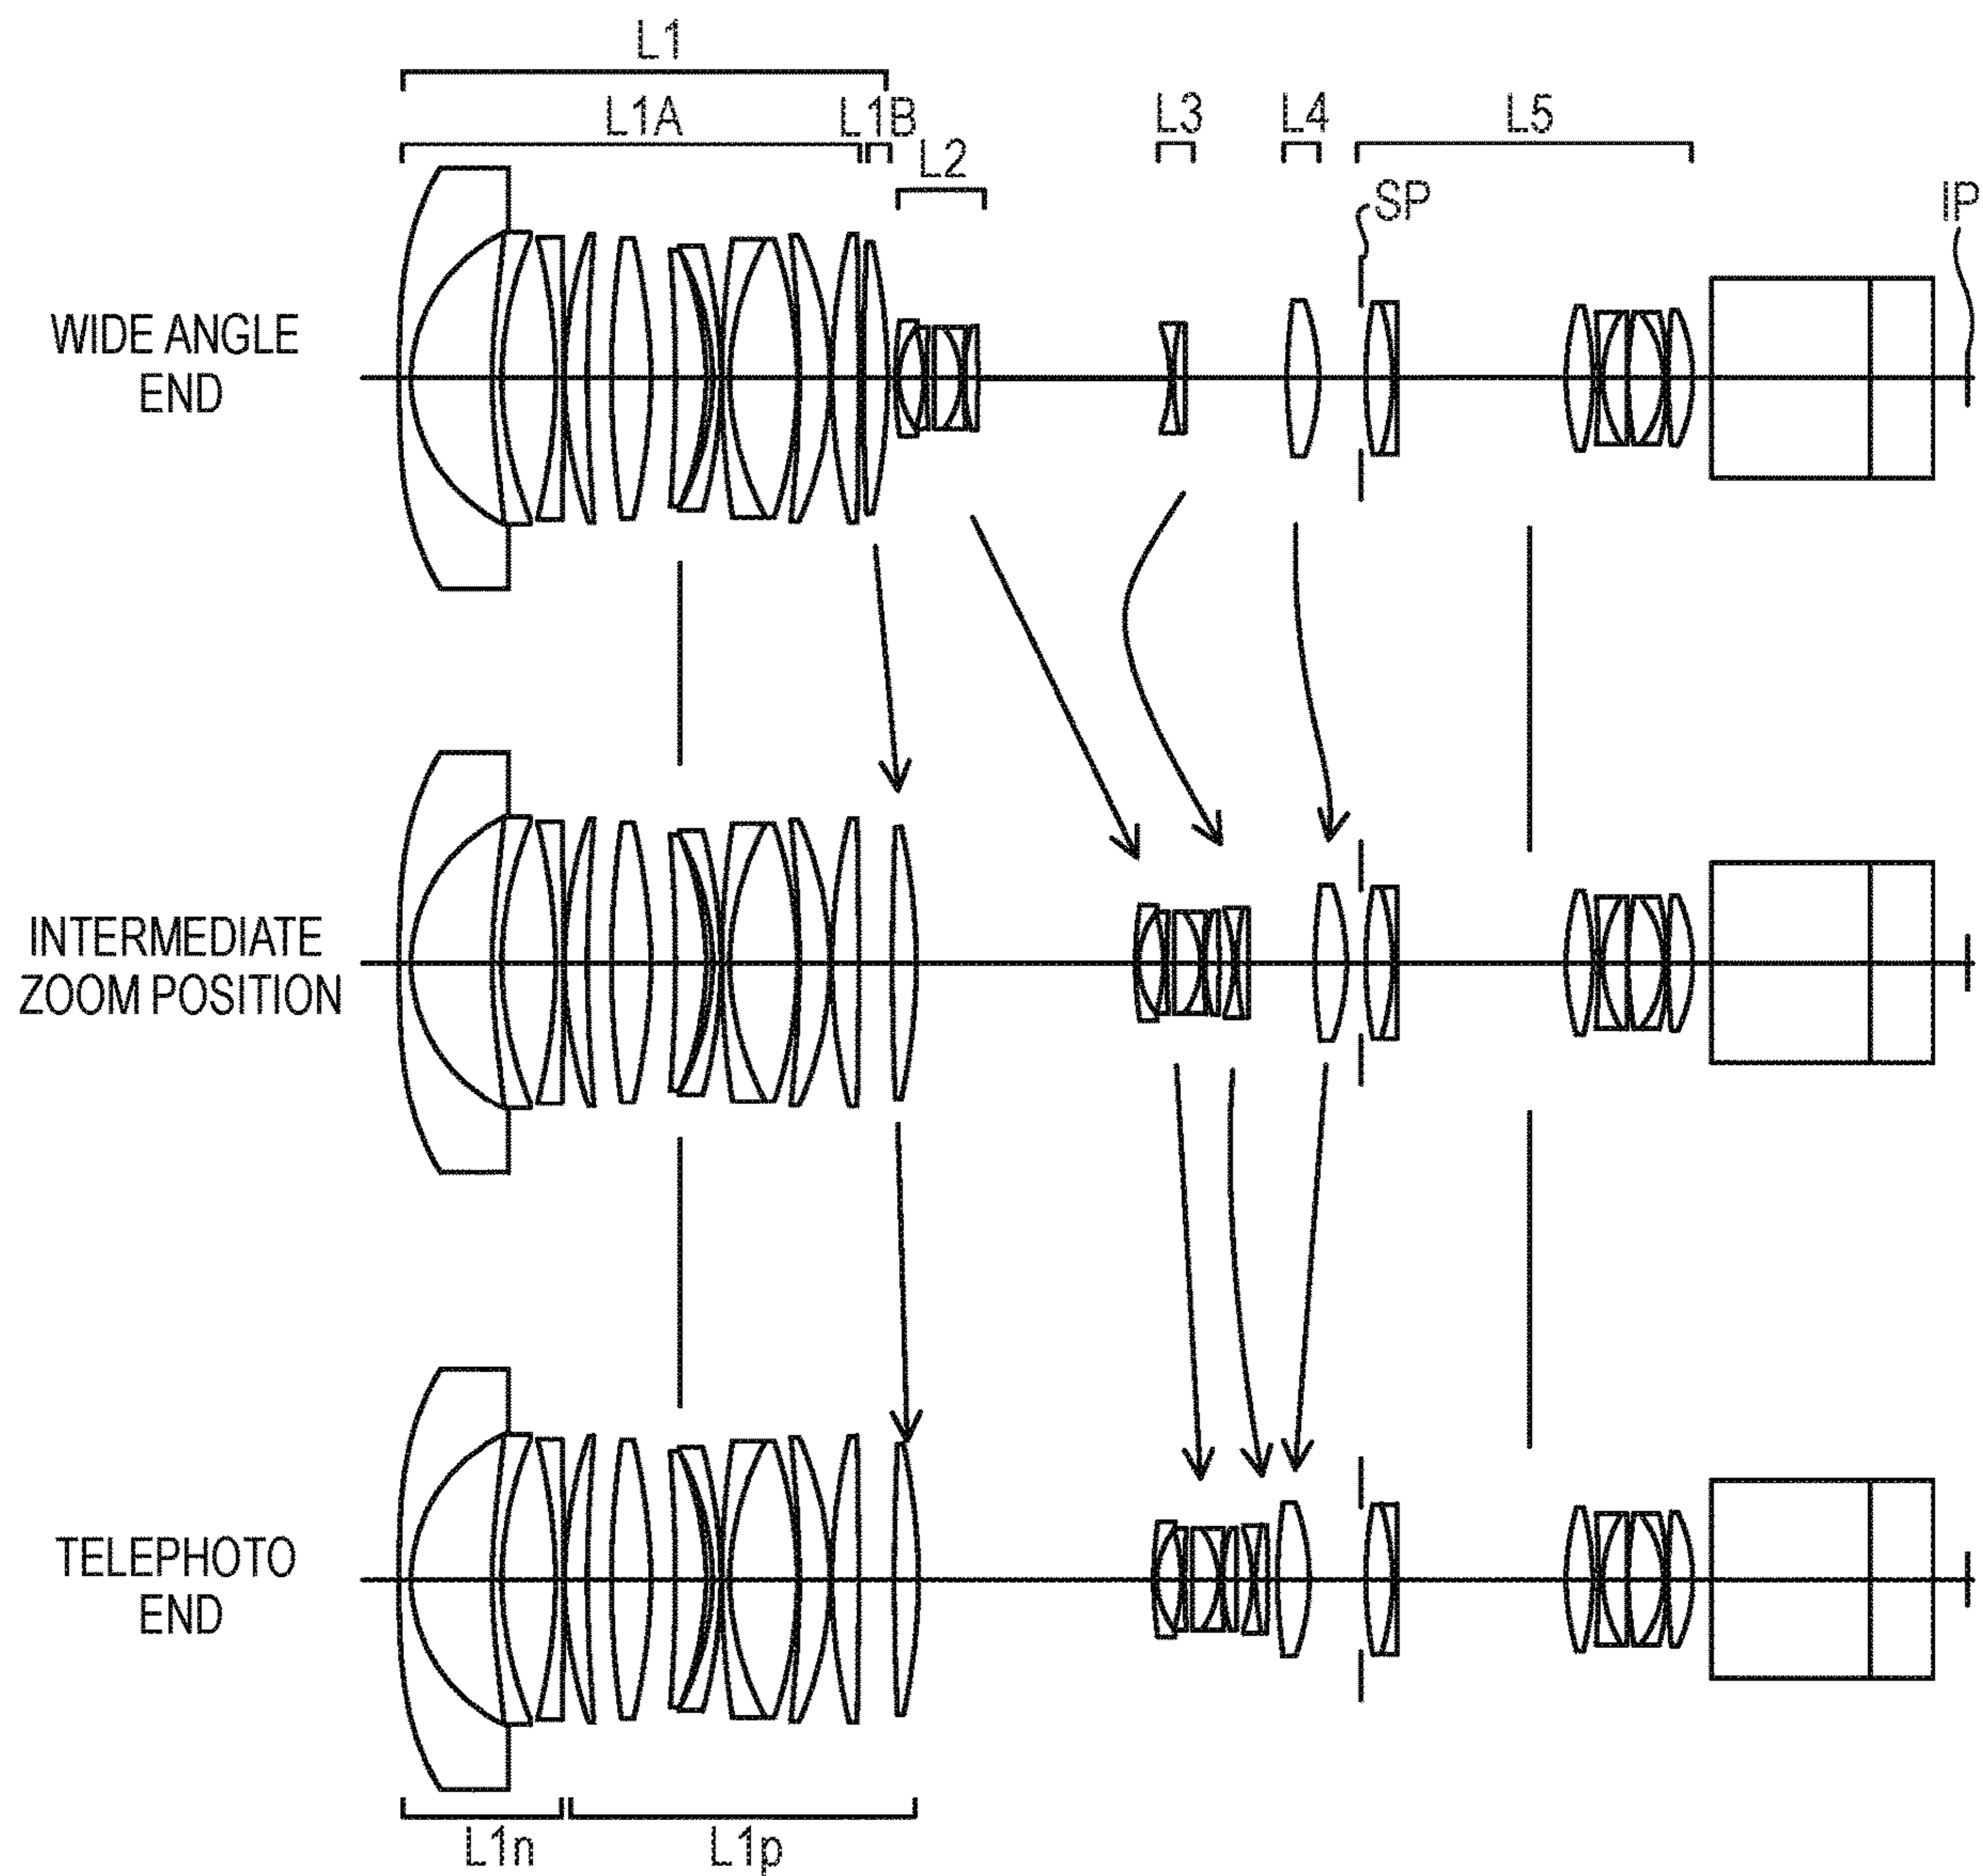 L1
L1A
L1B
L2
L3
L4
L5
SP
IP
WIDE ANGLE
END
INTERMEDIATE
ZOOM POSITION
TELEPHOTO
END
L1n
L1p